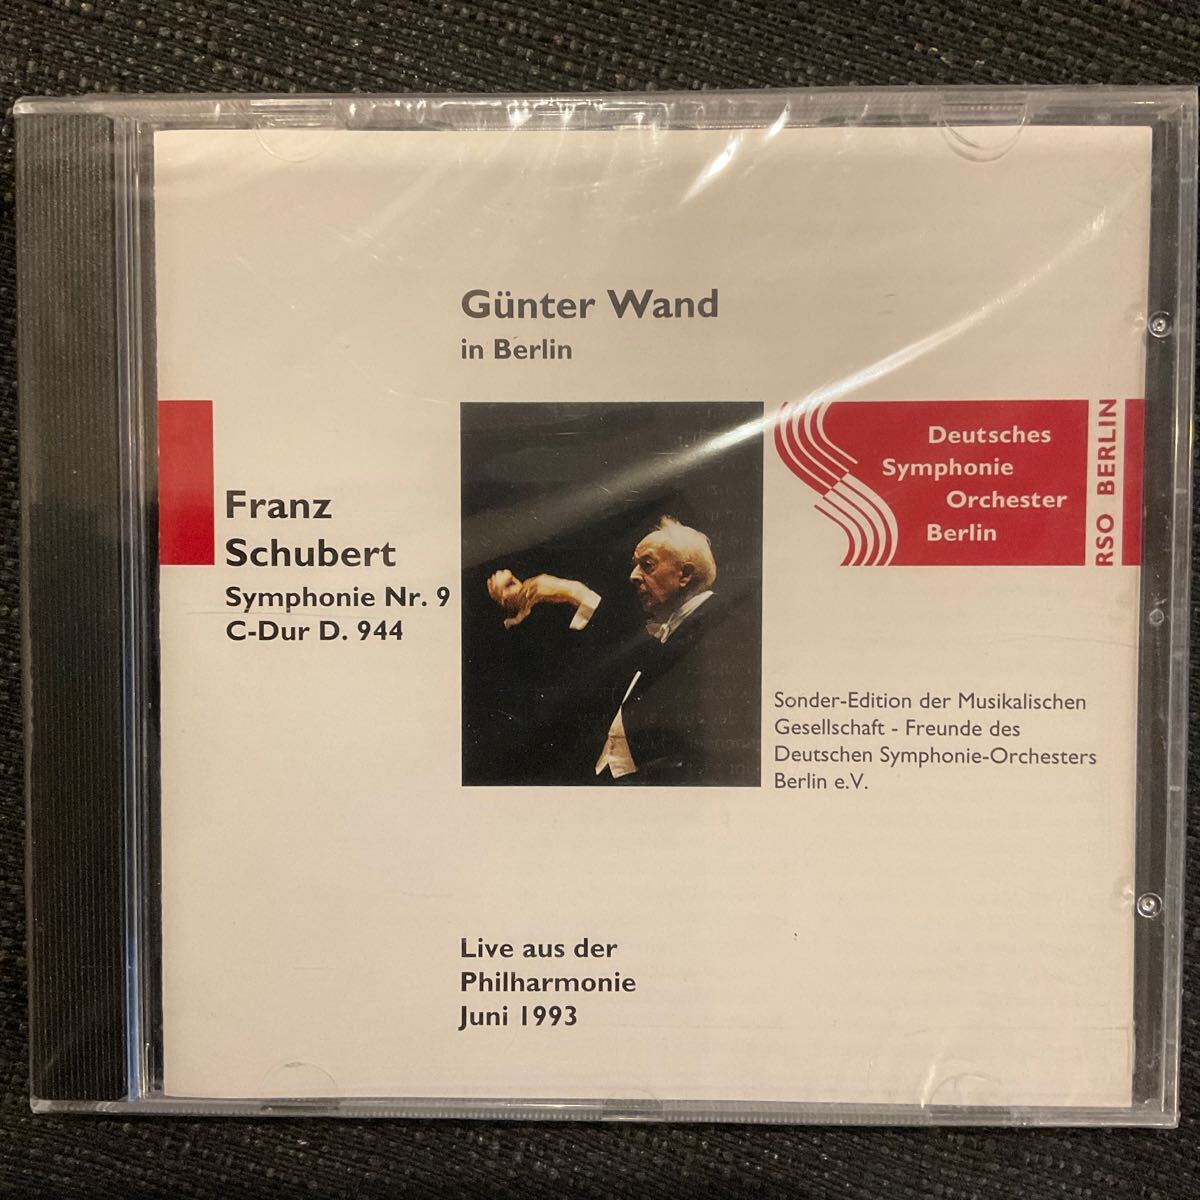 Günter Wand
in Berlin
Franz
Schubert
Symphonie Nr. 9
C-Dur D. 944
Deutsches
Symphonie
Orchester
Berlin
RSO BERLIN
Sonder-Edition der Musikalischen
Gesellschaft - Freunde des
Deutschen Symphonie-Orchesters
Berlin e.V.
Live aus der
Philharmonie
Juni 1993